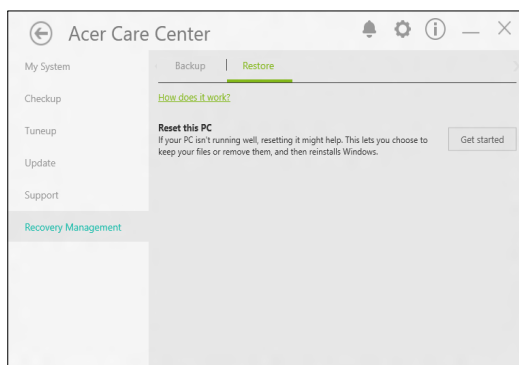 Acer Care Center
My System
Checkup
Tuneup
Update
Support
Recovery Management
Backup
Restore
How does it work?
Reset this PC
If your PC isn't running well, resetting it might help. This lets you choose to
keep your files or remove them, and then reinstalls Windows.
Get started